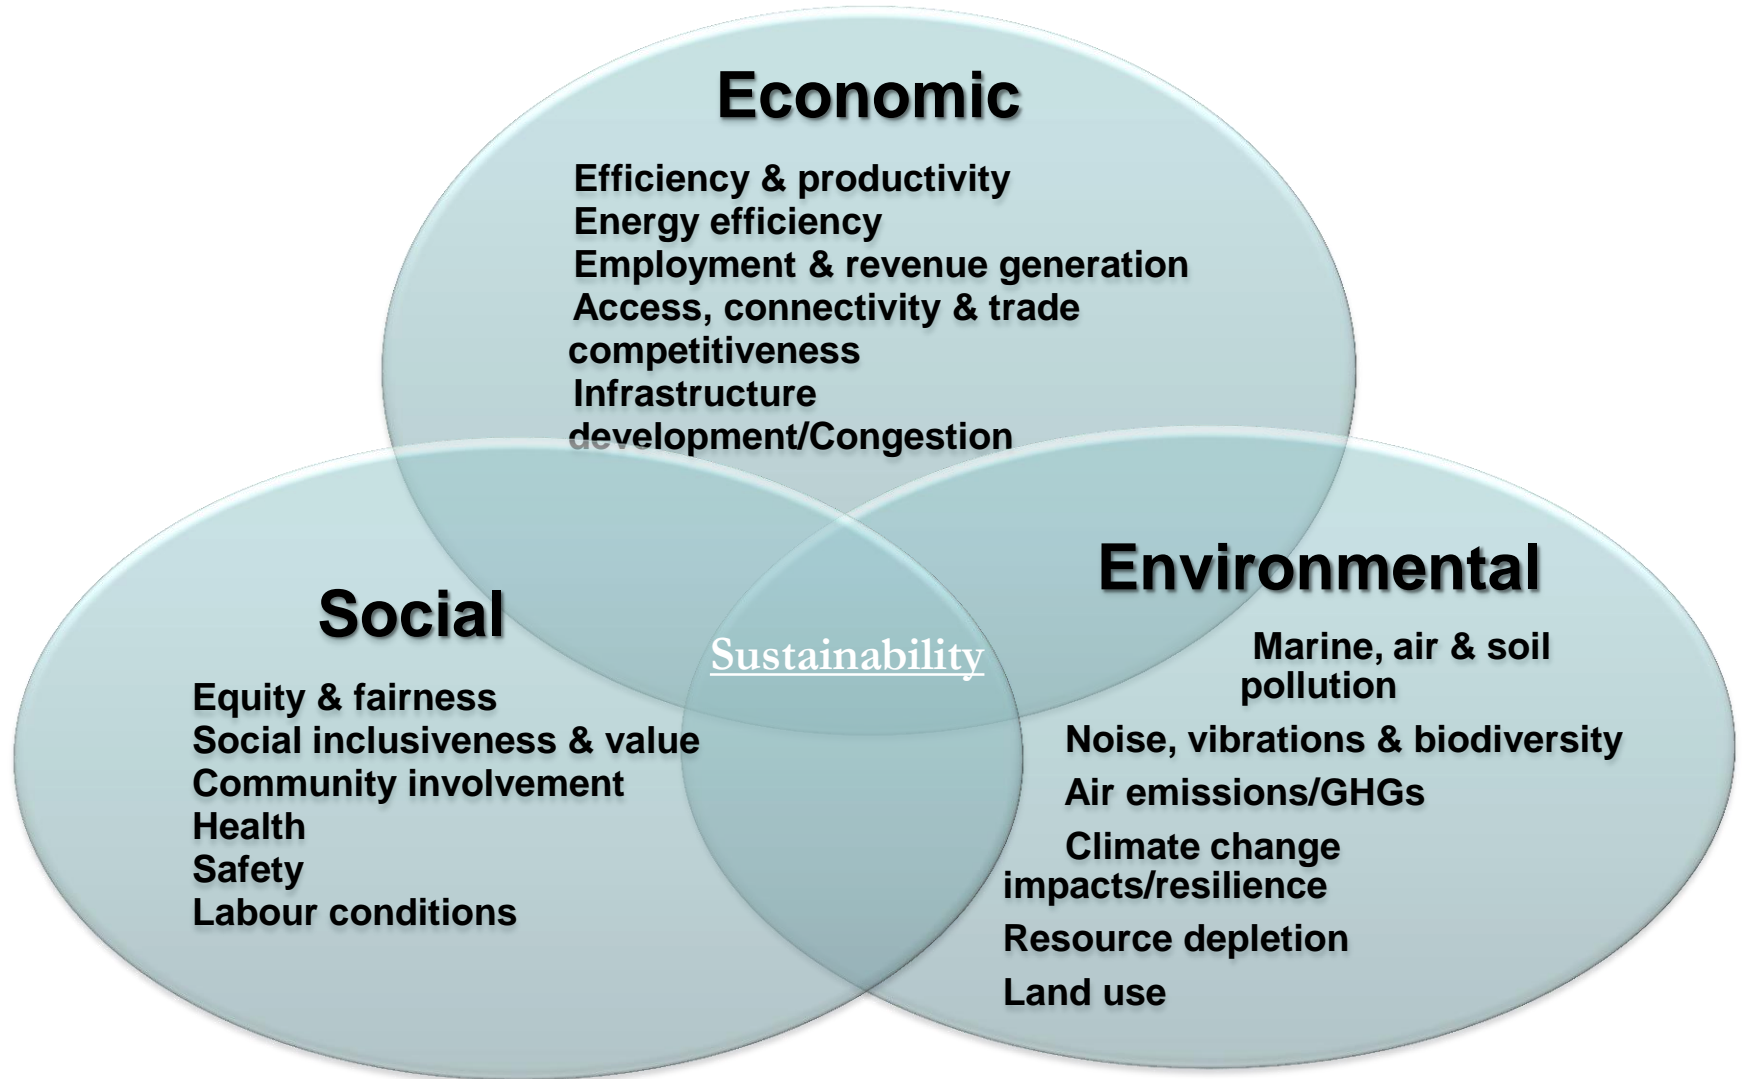 Economic
Efficiency & productivity
Energy efficiency
Employment & revenue generation
Access, connectivity & trade
competitiveness
Infrastructure
development/Congestion
Social
Equity & fairness
Social inclusiveness & value
Community involvement
Health
Safety
Labour conditions
Sustainability
Environmental
Marine, air & soil
pollution
Noise, vibrations & biodiversity
Air emissions/GHGs
Climate change
impacts/resilience
Resource depletion
Land use